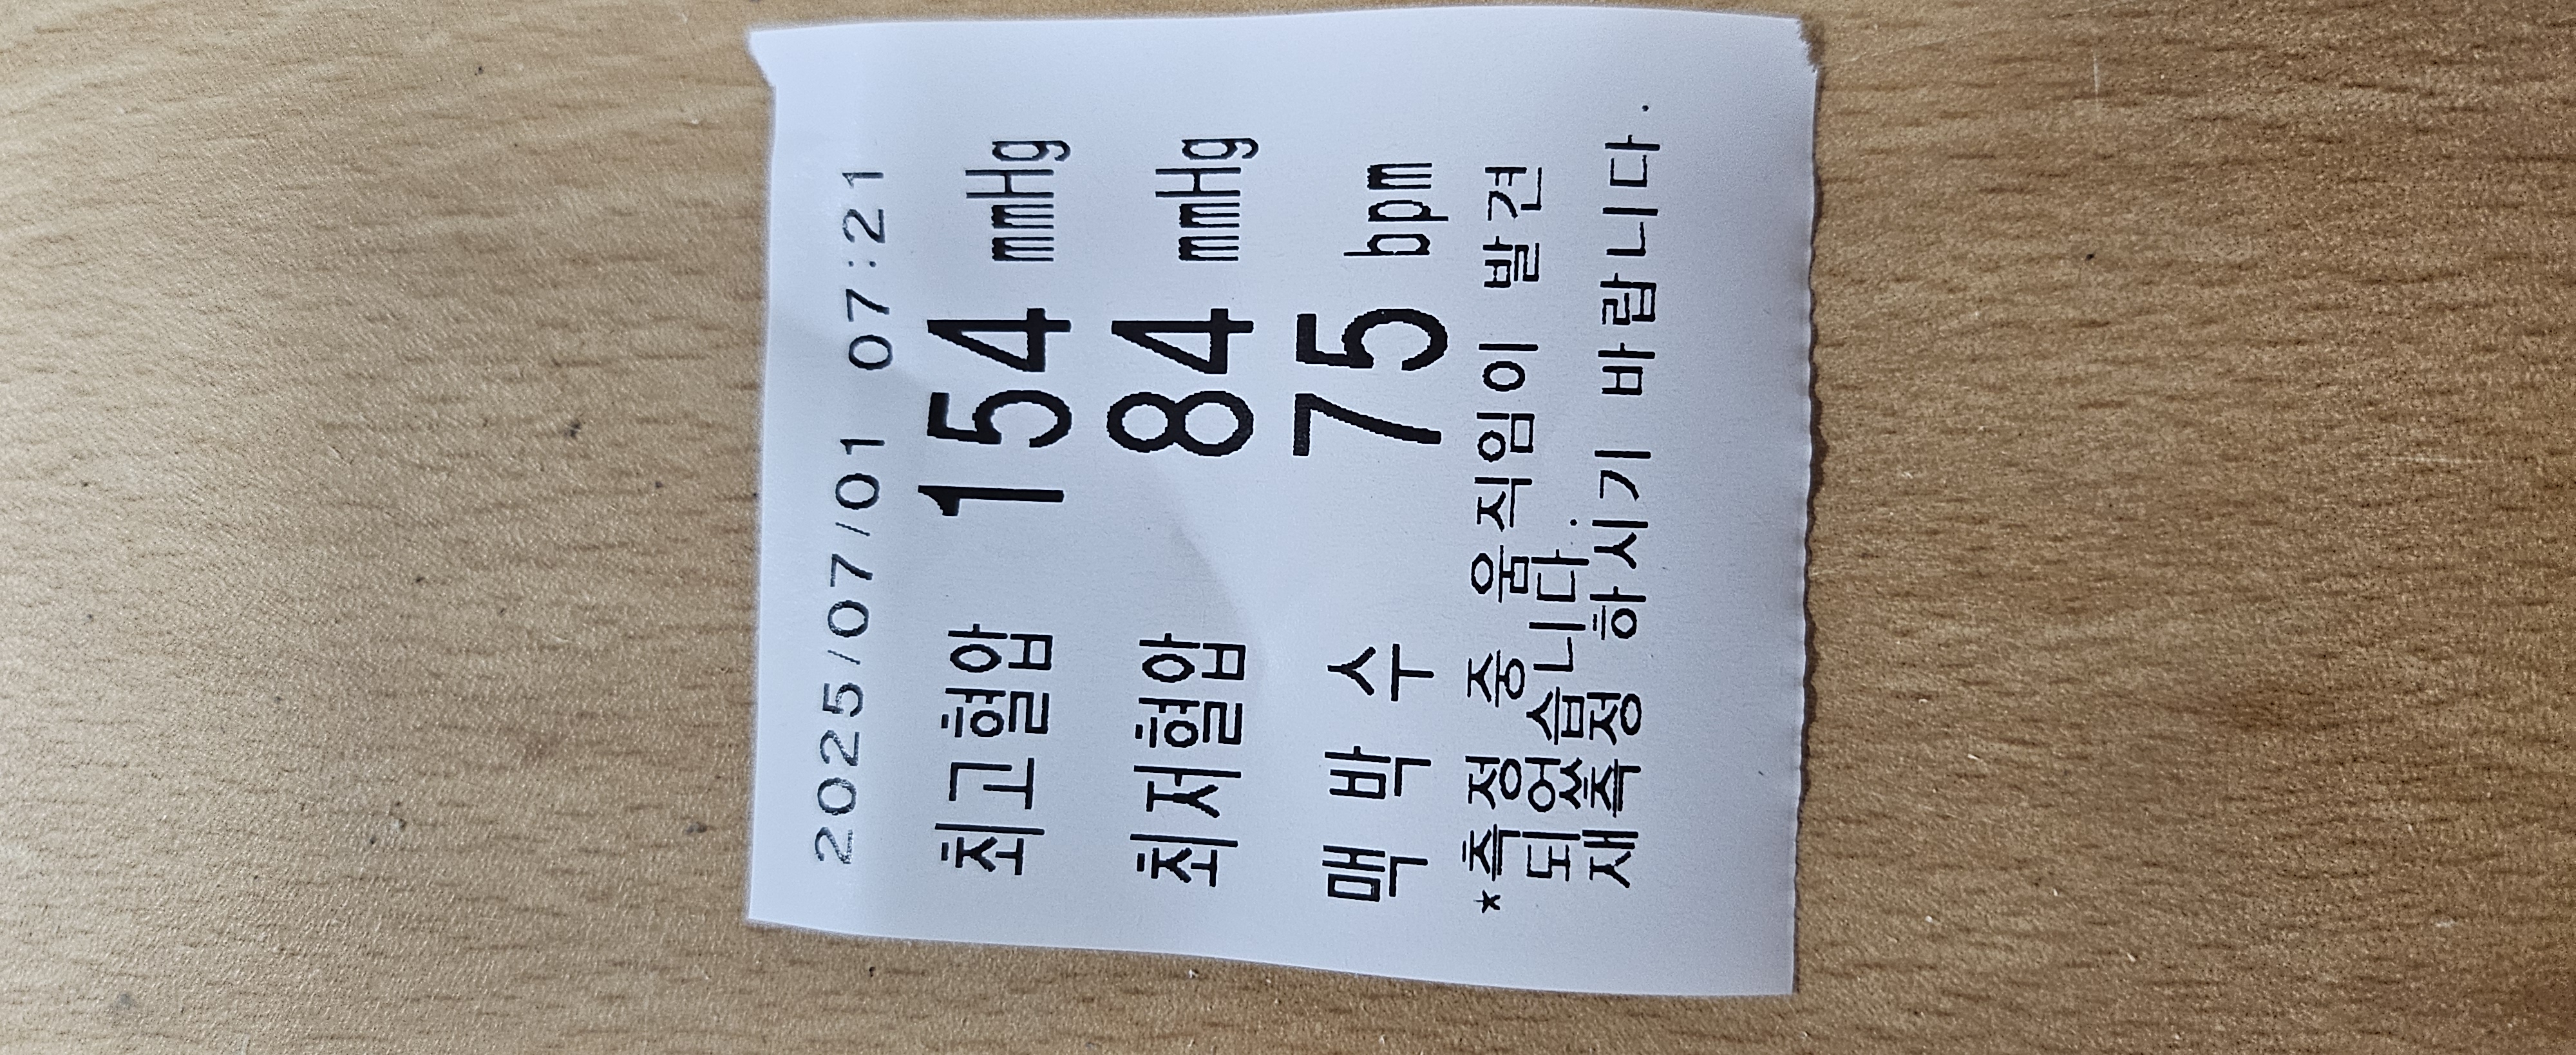 2025/07/01 07:21
최고혈압 154 mmHg
최저혈압 84 mmHg
맥 박 수 75 bpm
*측정 중 움직임이 발견
되었습니다.
재측정 하시기 바랍니다.